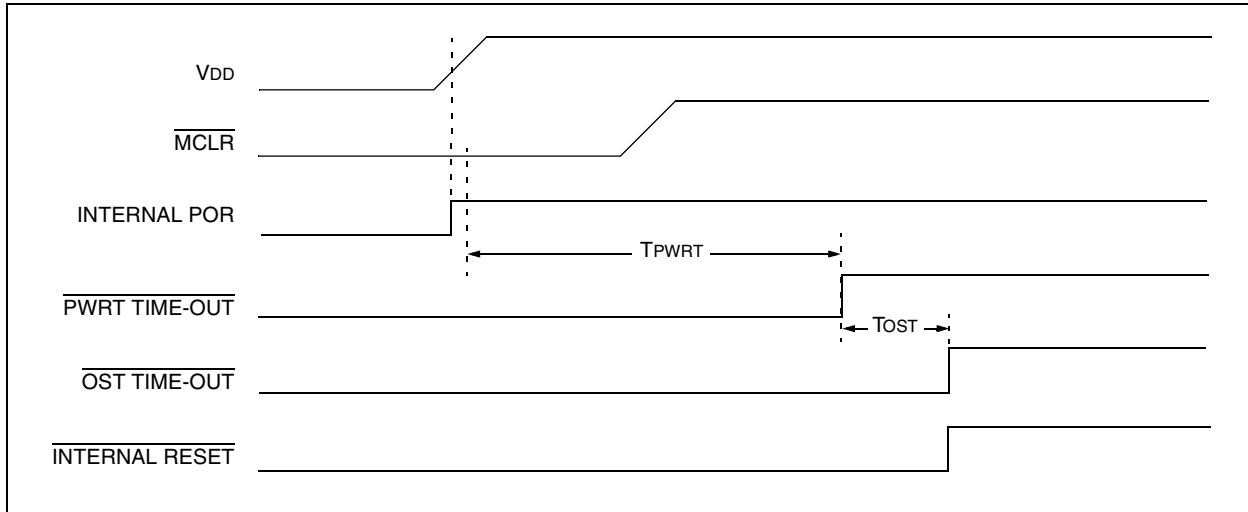 VDD
MCLR
INTERNAL POR
TPWRT
PWRT TIME-OUT
TOST
OST TIME-OUT
INTERNAL RESET